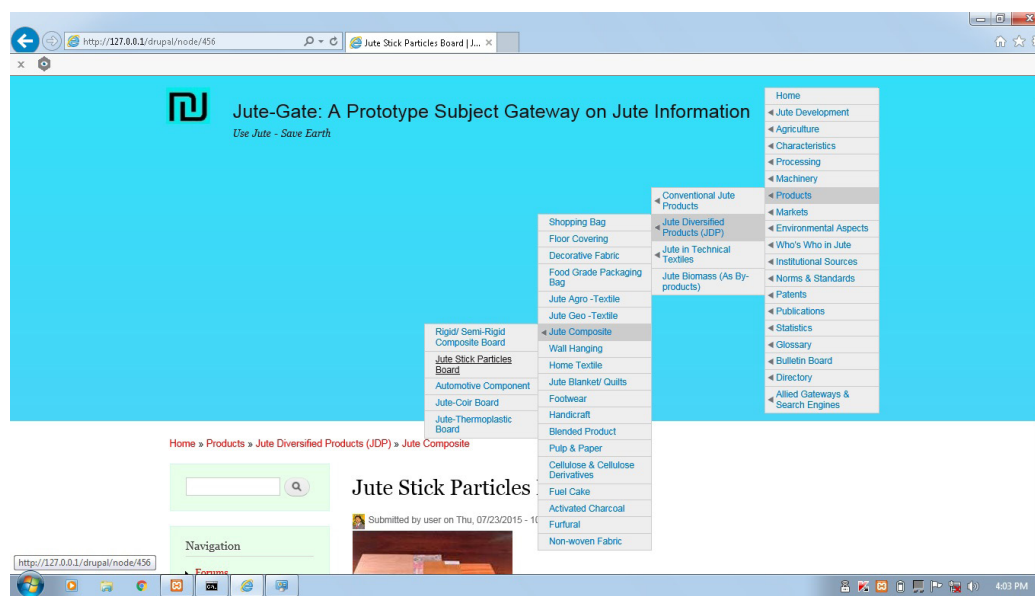 http://127.0.0.1/drupal/node/456
Jute Stick Particles Board | J...
Jute-Gate: A Prototype Subject Gateway on Jute Information
Use Jute - Save Earth
Home
Jute Development
Agriculture
Characteristics
Processing
Machinery
Products
Markets
Environmental Aspects
Who's Who in Jute
Institutional Sources
Norms & Standards
Patents
Publications
Statistics
Glossary
Bulletin Board
Directory
Allied Gateways &
Search Engines
Conventional Jute
Products
Jute Diversified
Products (JDP)
Jute in Technical
Textiles
Jute Biomass (As By-
products)
Shopping Bag
Floor Covering
Decorative Fabric
Food Grade Packaging
Bag
Jute Agro -Textile
Jute Geo -Textile
Jute Composite
Wall Hanging
Home Textile
Jute Blanket/ Quilts
Footwear
Handicraft
Blended Product
Pulp & Paper
Cellulose & Cellulose
Derivatives
Fuel Cake
Activated Charcoal
Furfural
Non-woven Fabric
Rigid/ Semi-Rigid
Composite Board
Jute Stick Particles
Board
Automotive Component
Jute-Coir Board
Jute-Thermoplastic
Board
Home » Products » Jute Diversified Products (JDP) » Jute Composite
Jute Stick Particles
Submitted by user on Thu, 07/23/2015 - 10
Navigation
Forums
http://127.0.0.1/drupal/node/456
4:03 PM